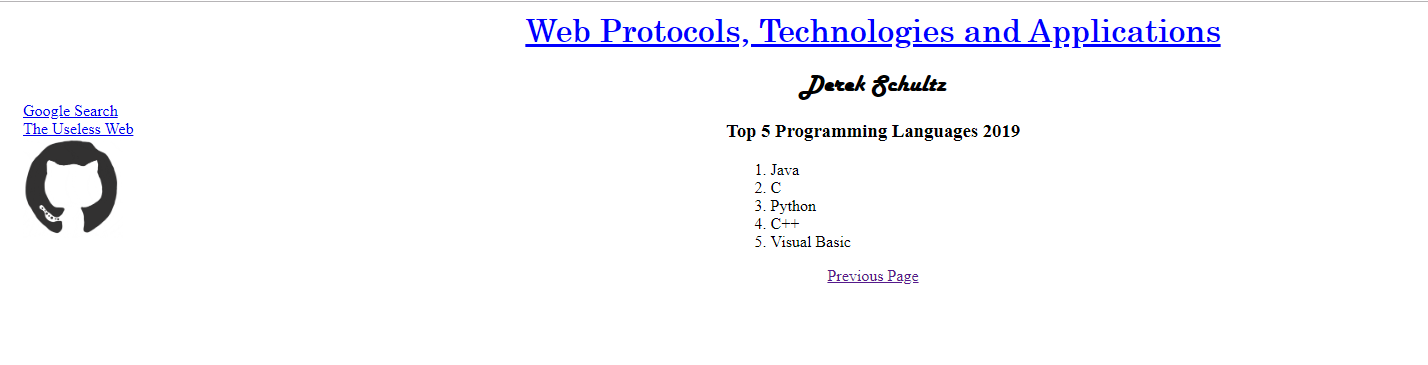 Web Protocols, Technologies and Applications
Derek Schultz
Google Search
The Useless Web
Top 5 Programming Languages 2019
1. Java
2. C
3. Python
4. C++
5. Visual Basic
Previous Page